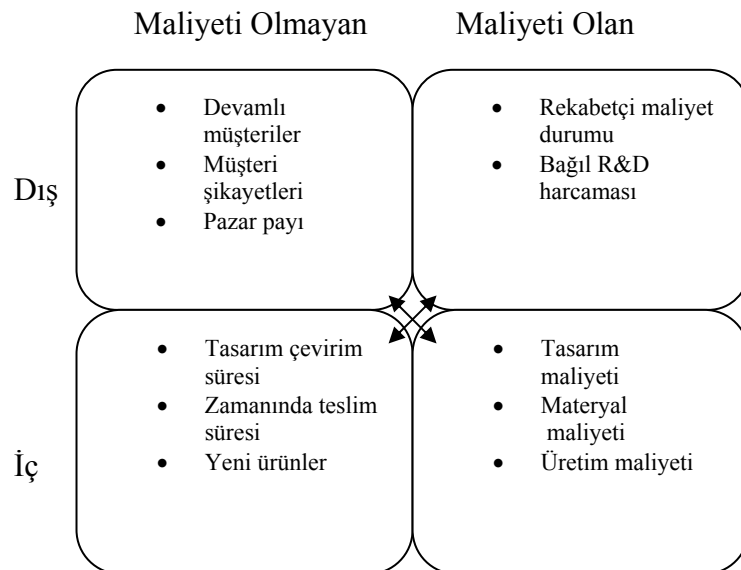 Maliyeti Olmayan
Maliyeti Olan
Dış
• Devamlı
müşteriler
• Müşteri
şikayetleri
• Pazar payı
• Rekabetçi maliyet
durumu
• Bağıl R&D
harcaması
İç
• Tasarım çevirim
süresi
• Zamanında teslim
süresi
• Yeni ürünler
• Tasarım
maliyeti
• Materyal
maliyeti
• Üretim maliyeti